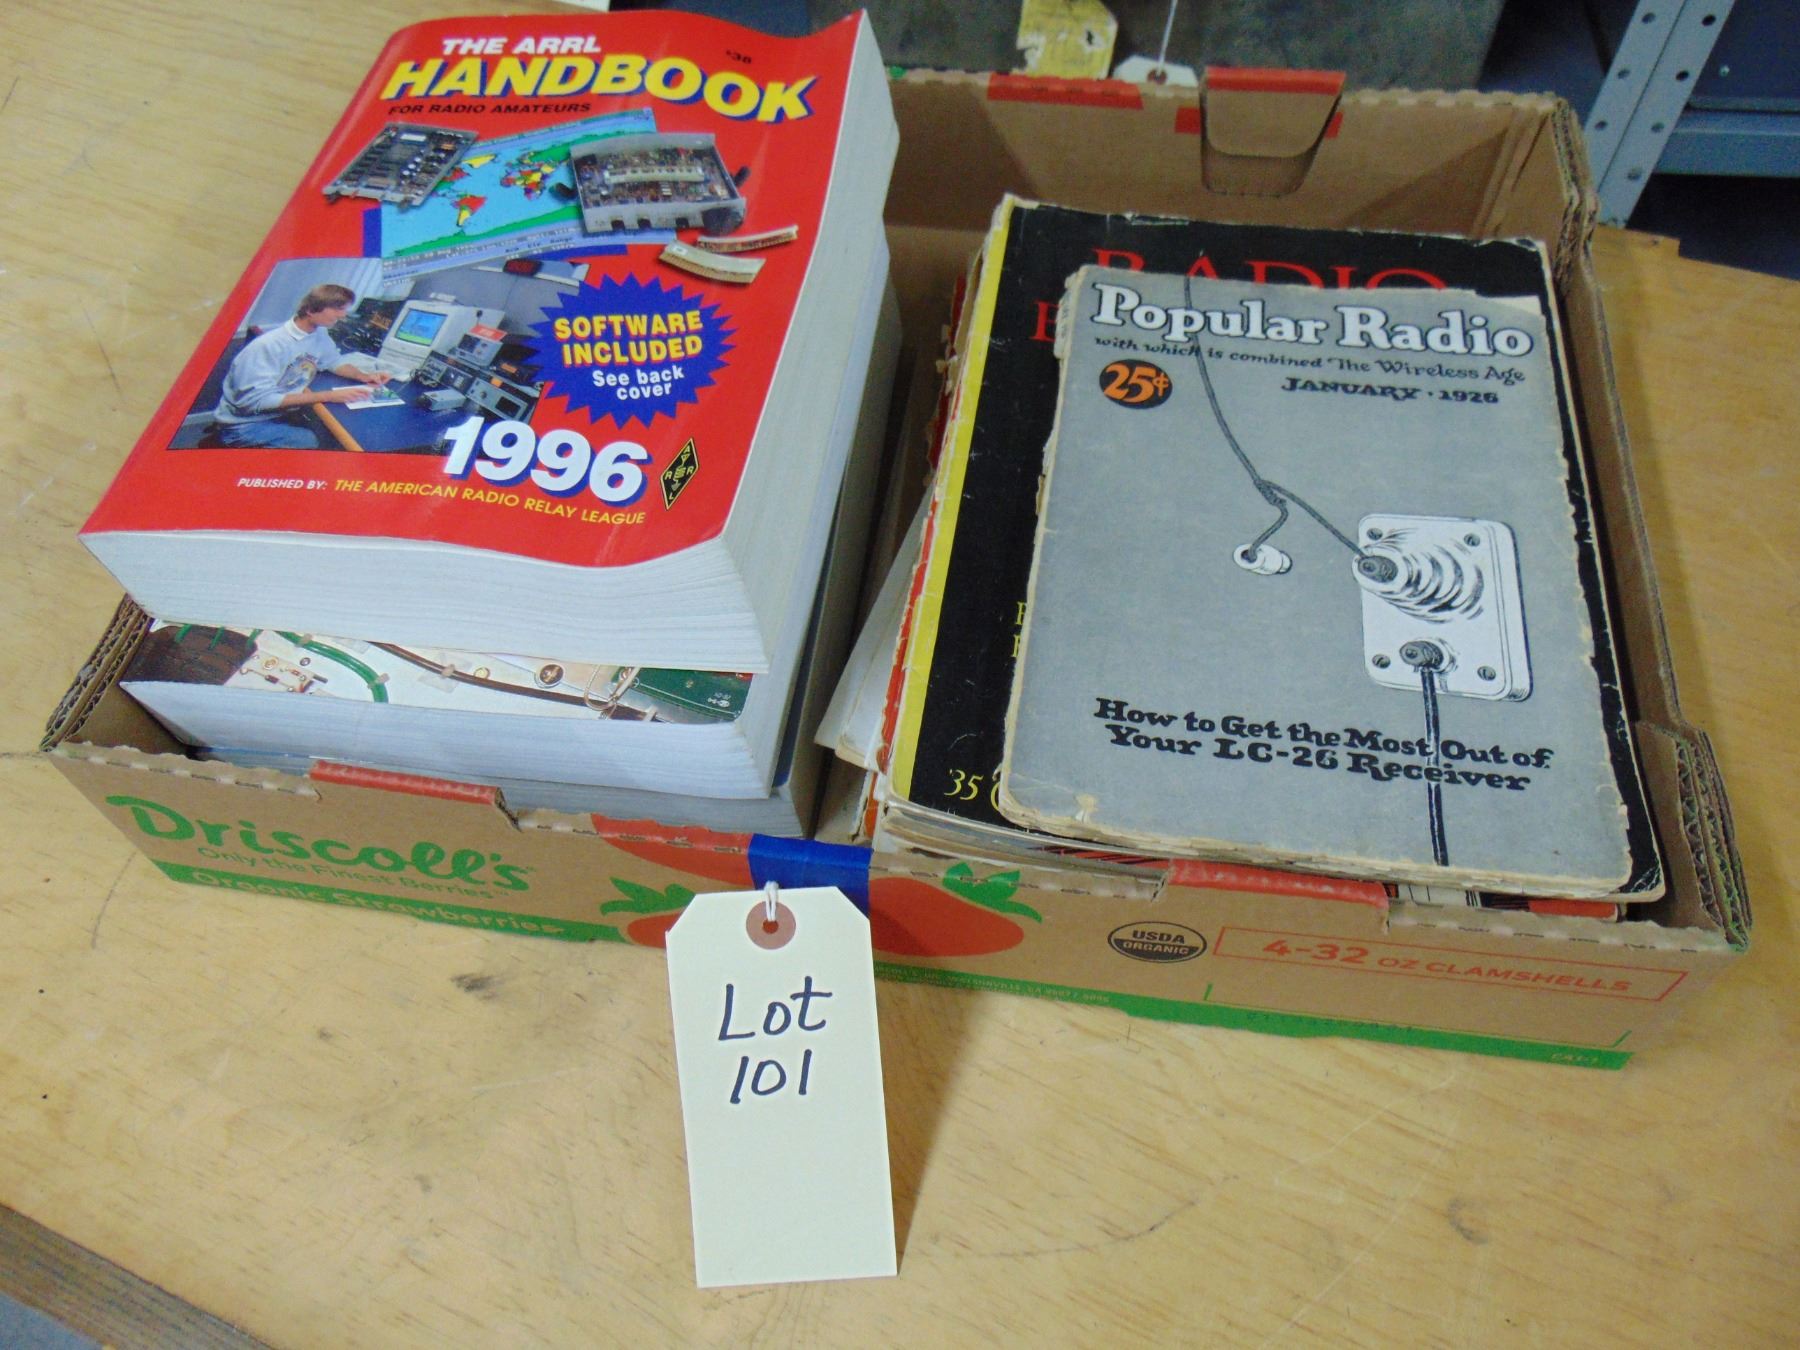 THE ARRL
HANDBOOK
$38
FOR RADIO AMATEURS
SOFTWARE
INCLUDED
See back
cover
1996
PUBLISHED BY: THE AMERICAN RADIO RELAY LEAGUE
RADIO
Popular Radio
with which is combined The Wireless Age
25¢
JANUARY · 1926
How to Get the Most Out of
Your LC-26 Receiver
'35
Driscoll's
Only the Finest Berries
Organic Strawberries
USDA
ORGANIC
4-32 OZ CLAMSHELLS
Lot
101